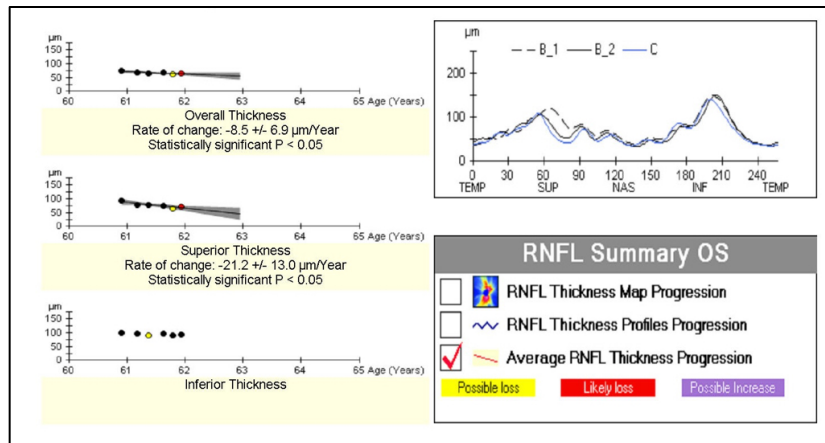 µm
150
100
50
0
60 61 62 63 64 65 Age (Years)
Overall Thickness
Rate of change: -8.5 +/- 6.9 µm/Year
Statistically significant P < 0.05
µm
150
100
50
0
60 61 62 63 64 65 Age (Years)
Superior Thickness
Rate of change: -21.2 +/- 13.0 µm/Year
Statistically significant P < 0.05
µm
150
100
50
0
60 61 62 63 64 65 Age (Years)
Inferior Thickness
µm
B_1 B_2 C
200
100
0
0 30 60 90 120 150 180 210 240
TEMP SUP NAS INF TEMP
RNFL Summary OS
RNFL Thickness Map Progression
RNFL Thickness Profiles Progression
Average RNFL Thickness Progression
Possible loss Likely loss Possible Increase